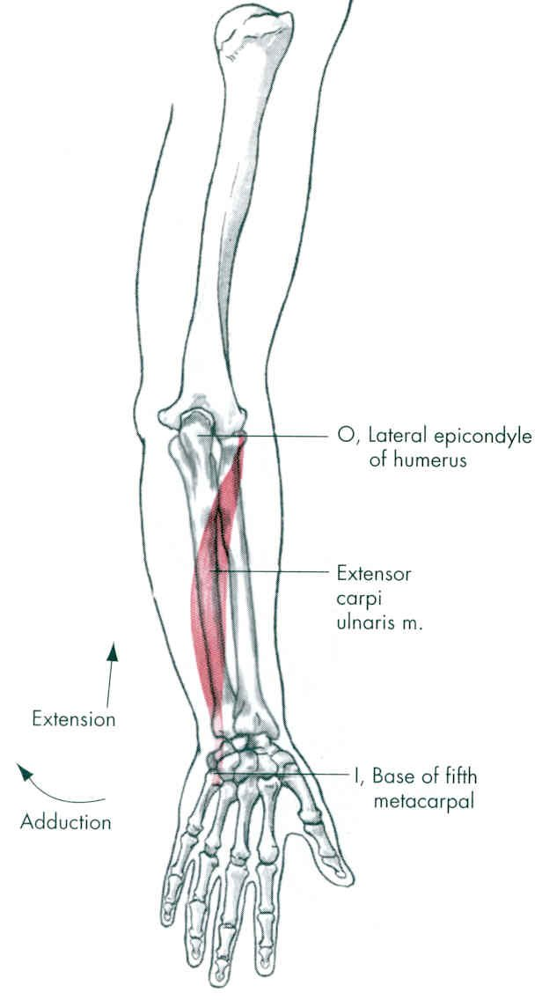 O, Lateral epicondyle
of humerus
Extensor
carpi
ulnaris m.
Extension
I, Base of fifth
metacarpal
Adduction